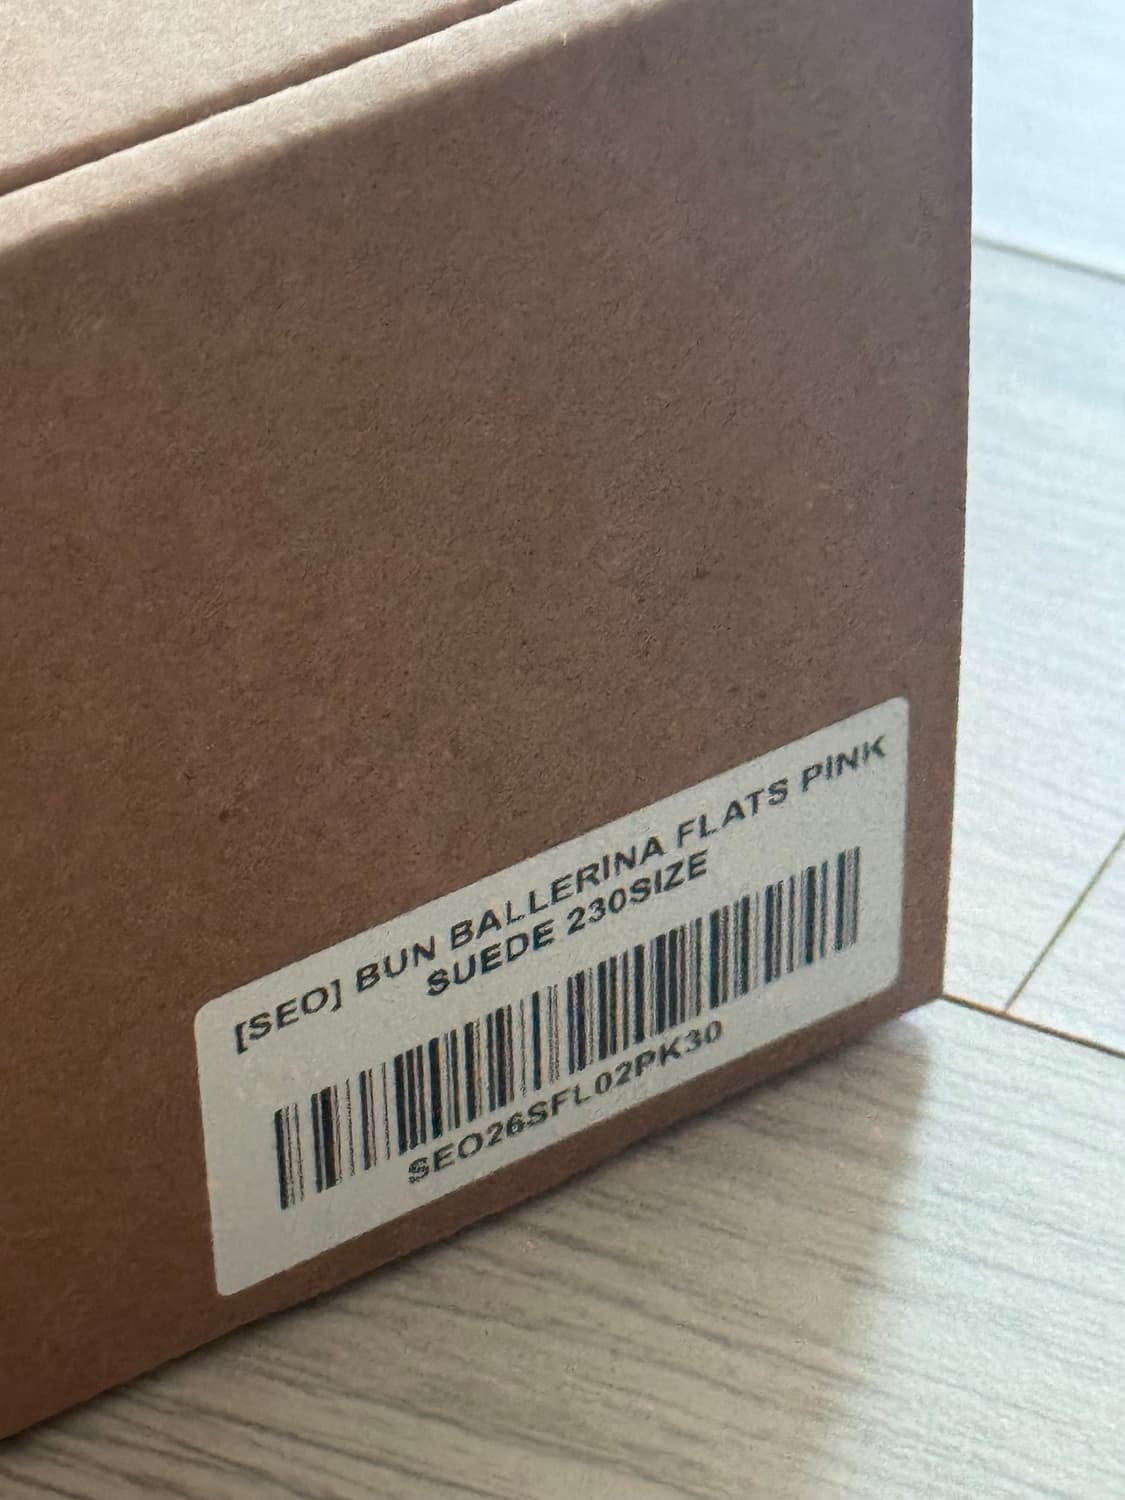 [SEO] BUN BALLERINA FLATS PINK
SUEDE 230SIZE
SEO26SFL02PK30